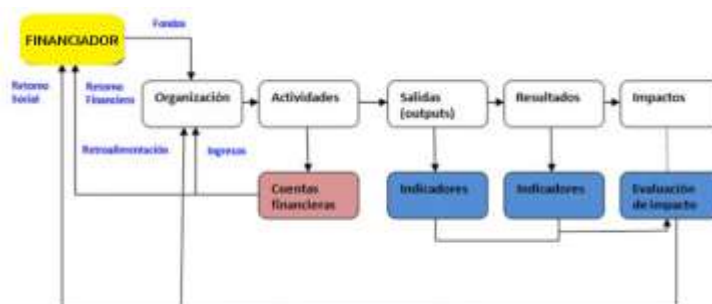 Fondos
FINANCIADOR
Retorno
Social
Retorno
Financiero
Organización
Actividades
Salidas
(outputs)
Resultados
Impactos
Retroalimentación
Ingresos
Cuentas
financieras
Indicadores
Indicadores
Evaluación
de impacto